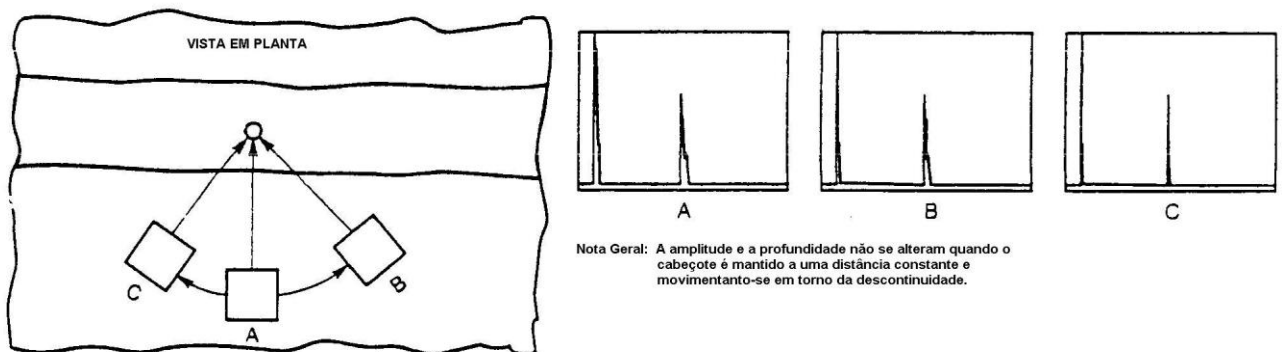 VISTA EM PLANTA
C
A
B
A
B
C
Nota Geral: A amplitude e a profundidade não se alteram quando o
cabeçote é mantido a uma distância constante e
movimentanto-se em torno da descontinuidade.